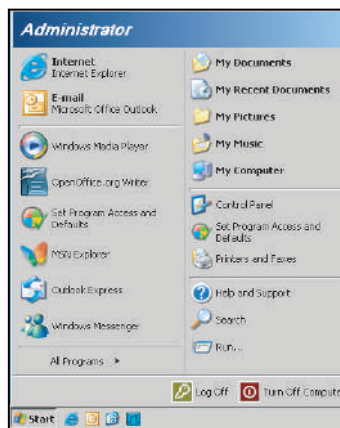 Administrator
Internet
Internet Explorer
E-mail
Microsoft Office Outlook
Windows Media Player
OpenOffice.org Writer
Set Program Access and
Defaults
MSN Explorer
Outlook Express
Windows Messenger
All Programs
My Documents
My Recent Documents
My Pictures
My Music
My Computer
Control Panel
Set Program Access and
Defaults
Printers and Faxes
Help and Support
Search
Run...
Log Off
Turn Off Compute
Start